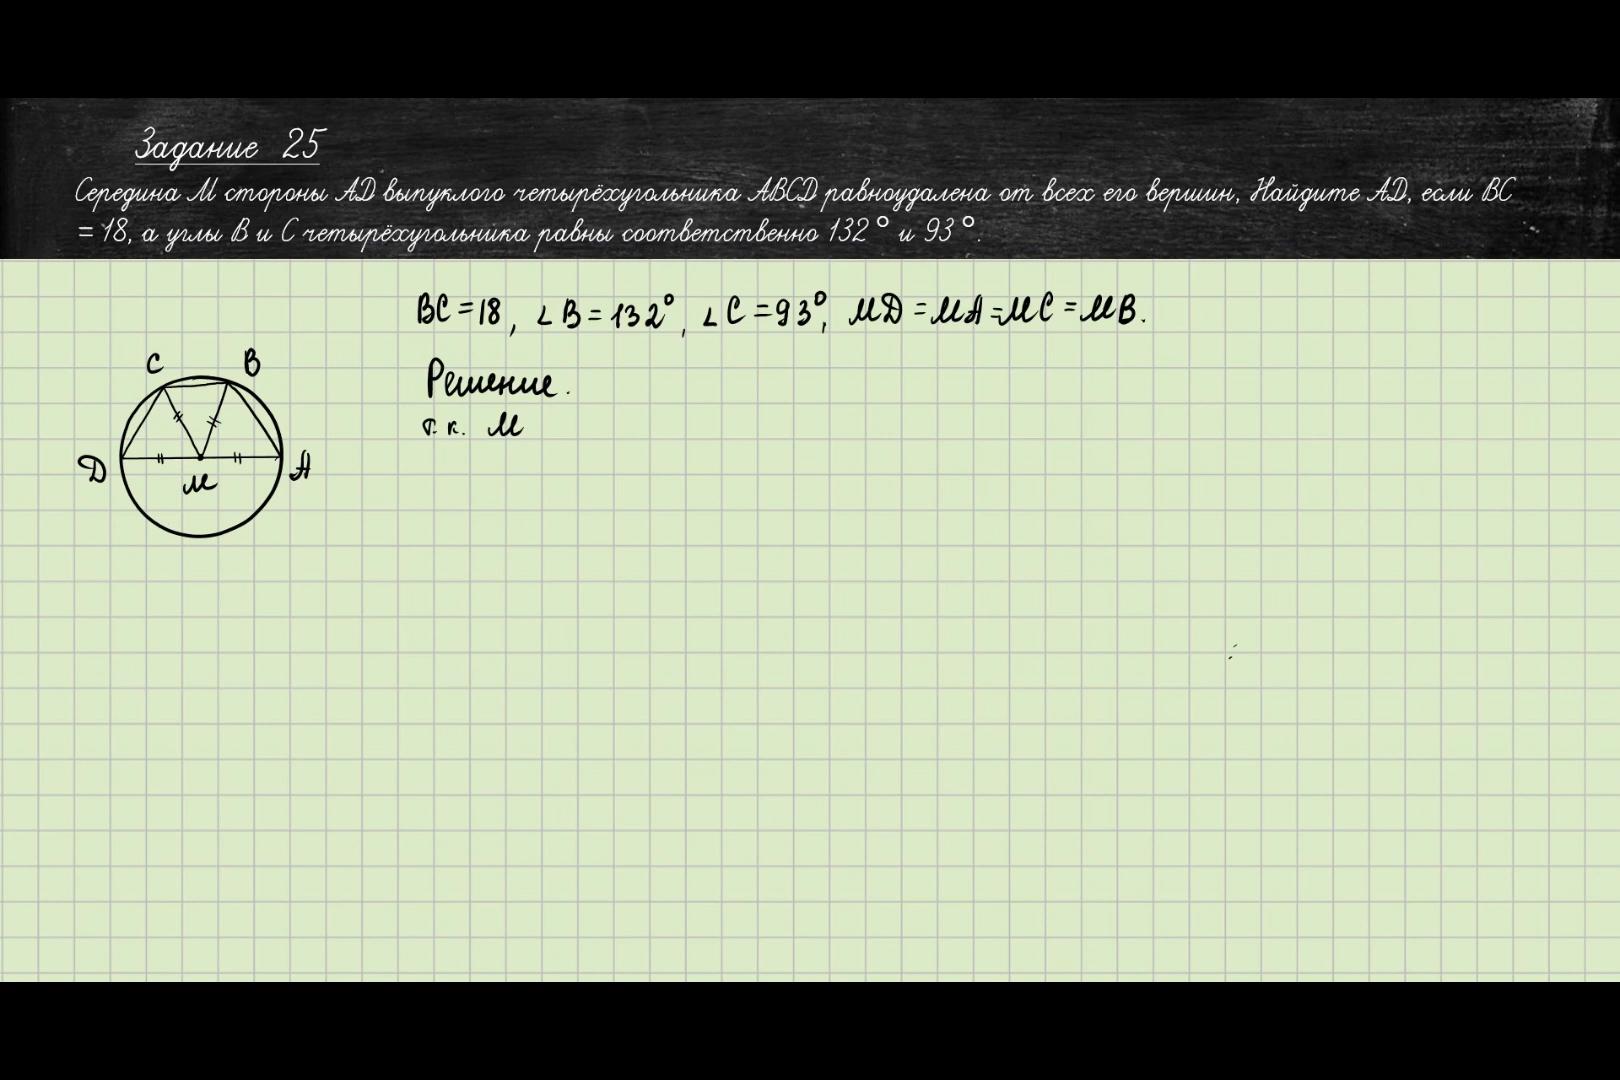 Задание 25
Середина M стороны AD выпуклого четырёхугольника ABCD равноудалена от всех его вершин, Найдите AD, если BC
= 18, а углы B и C четырёхугольника равны соответственно 132° и 93°.
BC = 18, ∠B = 132°, ∠C = 93°, MD = MA = MC = MB.
C B
Решение.
т. к. M
D M A